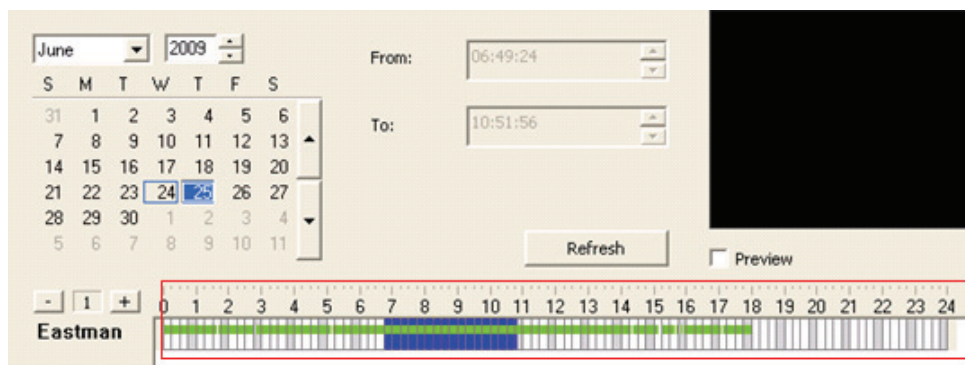 June 2009
S M T W T F S
31 1 2 3 4 5 6
7 8 9 10 11 12 13
14 15 16 17 18 19 20
21 22 23 24 25 26 27
28 29 30 1 2 3 4
5 6 7 8 9 10 11
From: 06:49:24
To: 10:51:56
Refresh
Preview
- 1 +
0 1 2 3 4 5 6 7 8 9 10 11 12 13 14 15 16 17 18 19 20 21 22 23 24
Eastman